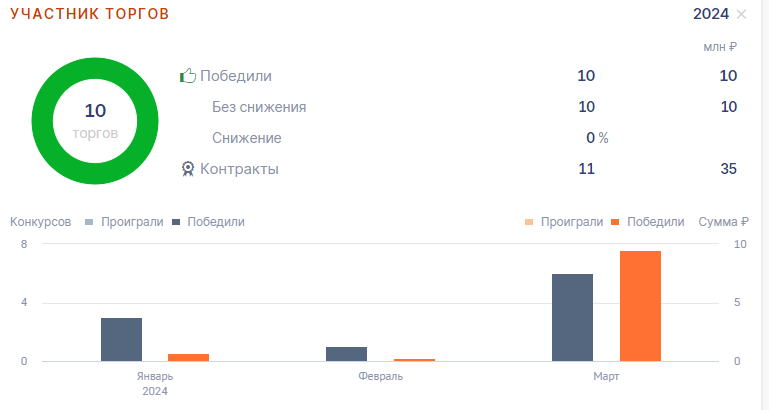 УЧАСТНИК ТОРГОВ 2024 ×
млн ₽
10
торгов
Победили 10 10
Без снижения 10 10
Снижение 0 %
Контракты 11 35
Конкурсов Проиграли Победили Проиграли Победили Сумма ₽
8 10
4 5
0 0
Январь Февраль Март
2024